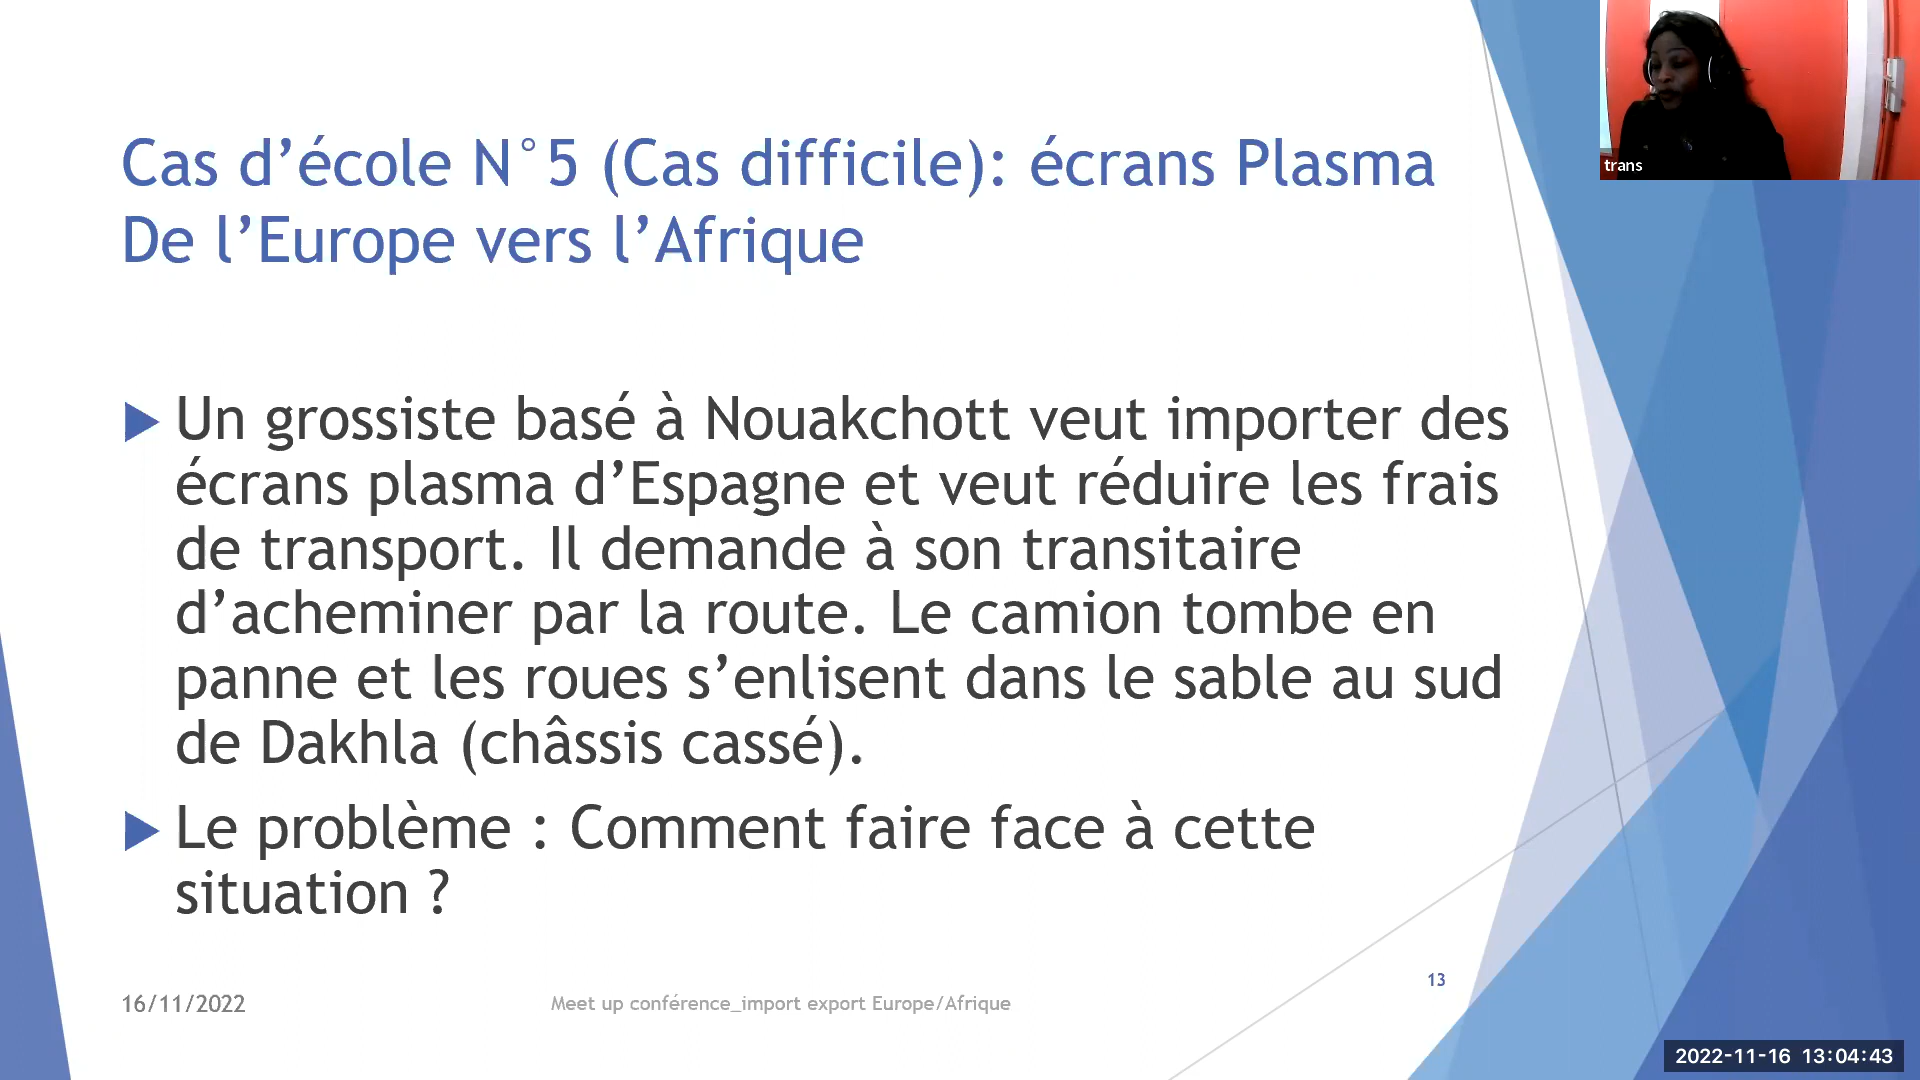 Cas d’école N°5 (Cas difficile): écrans Plasma
De l’Europe vers l’Afrique
Un grossiste basé à Nouakchott veut importer des
écrans plasma d’Espagne et veut réduire les frais
de transport. Il demande à son transitaire
d’acheminer par la route. Le camion tombe en
panne et les roues s’enlisent dans le sable au sud
de Dakhla (châssis cassé).
Le problème : Comment faire face à cette
situation ?
16/11/2022
Meet up conférence_import export Europe/Afrique
13
trans
2022-11-16 13:04:43